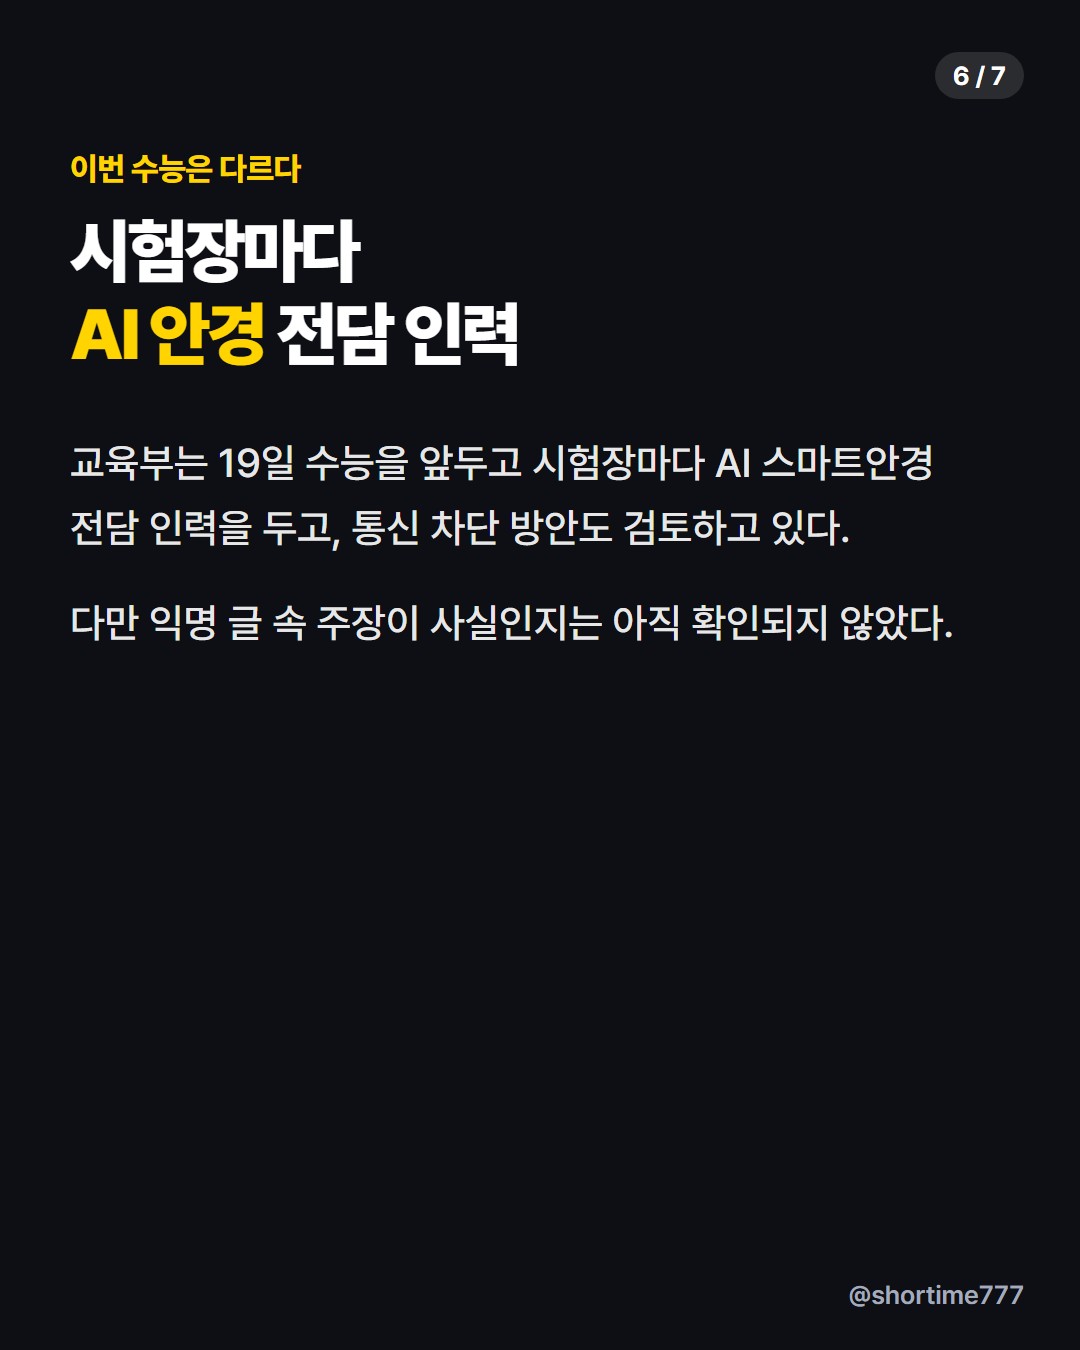 6 / 7
이번 수능은 다르다
시험장마다
AI 안경 전담 인력
교육부는 19일 수능을 앞두고 시험장마다 AI 스마트안경
전담 인력을 두고, 통신 차단 방안도 검토하고 있다.
다만 익명 글 속 주장이 사실인지는 아직 확인되지 않았다.
@shortime777